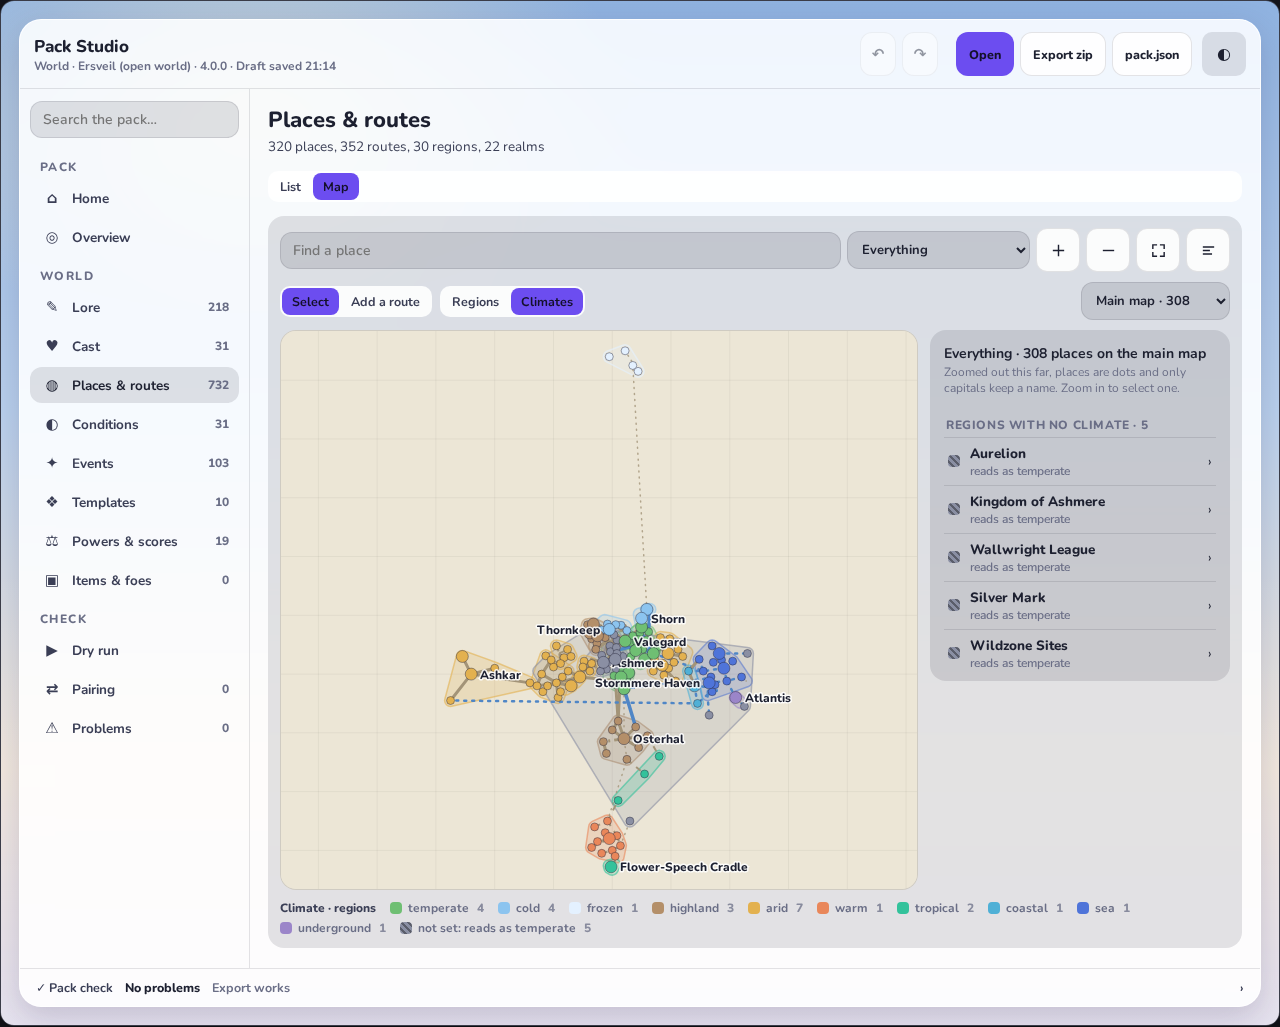 Pack Studio
World · Ersveil (open world) · 4.0.0 · Draft saved 21:14
Open
Export zip
pack.json
Search the pack…
PACK
Home
Overview
WORLD
Lore 218
Cast 31
Places & routes 732
Conditions 31
Events 103
Templates 10
Powers & scores 19
Items & foes 0
CHECK
Dry run
Pairing 0
Problems 0
Places & routes
320 places, 352 routes, 30 regions, 22 realms
List
Map
Find a place
Everything
Select
Add a route
Regions
Climates
Main map · 308
Shorn
Thornkeep
Valegard
Ashmere
Ashkar
Stormmere Haven
Atlantis
Osterhal
Flower-Speech Cradle
Everything · 308 places on the main map
Zoomed out this far, places are dots and only
capitals keep a name. Zoom in to select one.
REGIONS WITH NO CLIMATE · 5
Aurelion
reads as temperate
Kingdom of Ashmere
reads as temperate
Wallwright League
reads as temperate
Silver Mark
reads as temperate
Wildzone Sites
reads as temperate
Climate · regions temperate 4 cold 4 frozen 1 highland 3 arid 7 warm 1 tropical 2 coastal 1 sea 1
underground 1 not set: reads as temperate 5
✓ Pack check No problems Export works